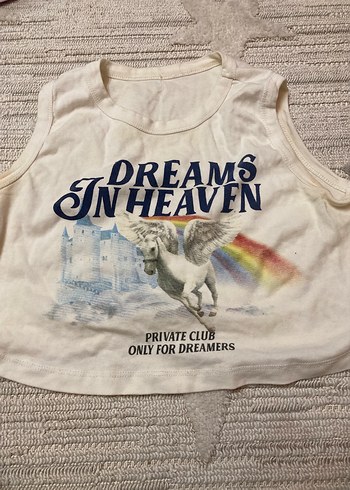 DREAMS
IN HEAVEN
PRIVATE CLUB
ONLY FOR DREAMERS